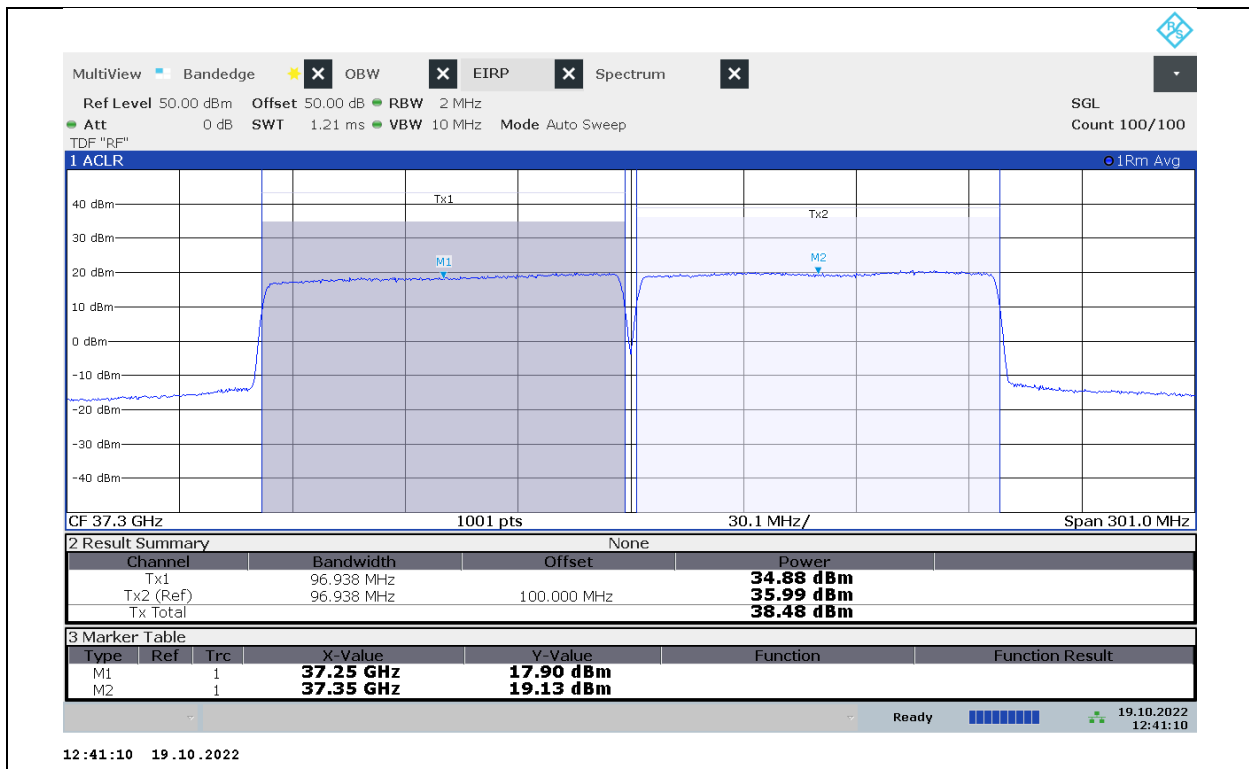 R&S
MultiView Bandedge OBW EIRP Spectrum
Ref Level 50.00 dBm Offset 50.00 dB RBW 2 MHz SGL
Att 0 dB SWT 1.21 ms VBW 10 MHz Mode Auto Sweep Count 100/100
TDF "RF"
1 ACLR 1Rm Avg
Tx1
40 dBm
Tx2
30 dBm
M1
M2
20 dBm
10 dBm
0 dBm
-10 dBm
-20 dBm
-30 dBm
-40 dBm
CF 37.3 GHz 1001 pts 30.1 MHz/ Span 301.0 MHz
2 Result Summary None
Channel Bandwidth Offset Power
Tx1 96.938 MHz 34.88 dBm
Tx2 (Ref) 96.938 MHz 100.000 MHz 35.99 dBm
Tx Total 38.48 dBm
3 Marker Table
Type Ref Trc X-Value Y-Value Function Function Result
M1 1 37.25 GHz 17.90 dBm
M2 1 37.35 GHz 19.13 dBm
Ready 19.10.2022
12:41:10
12:41:10 19.10.2022